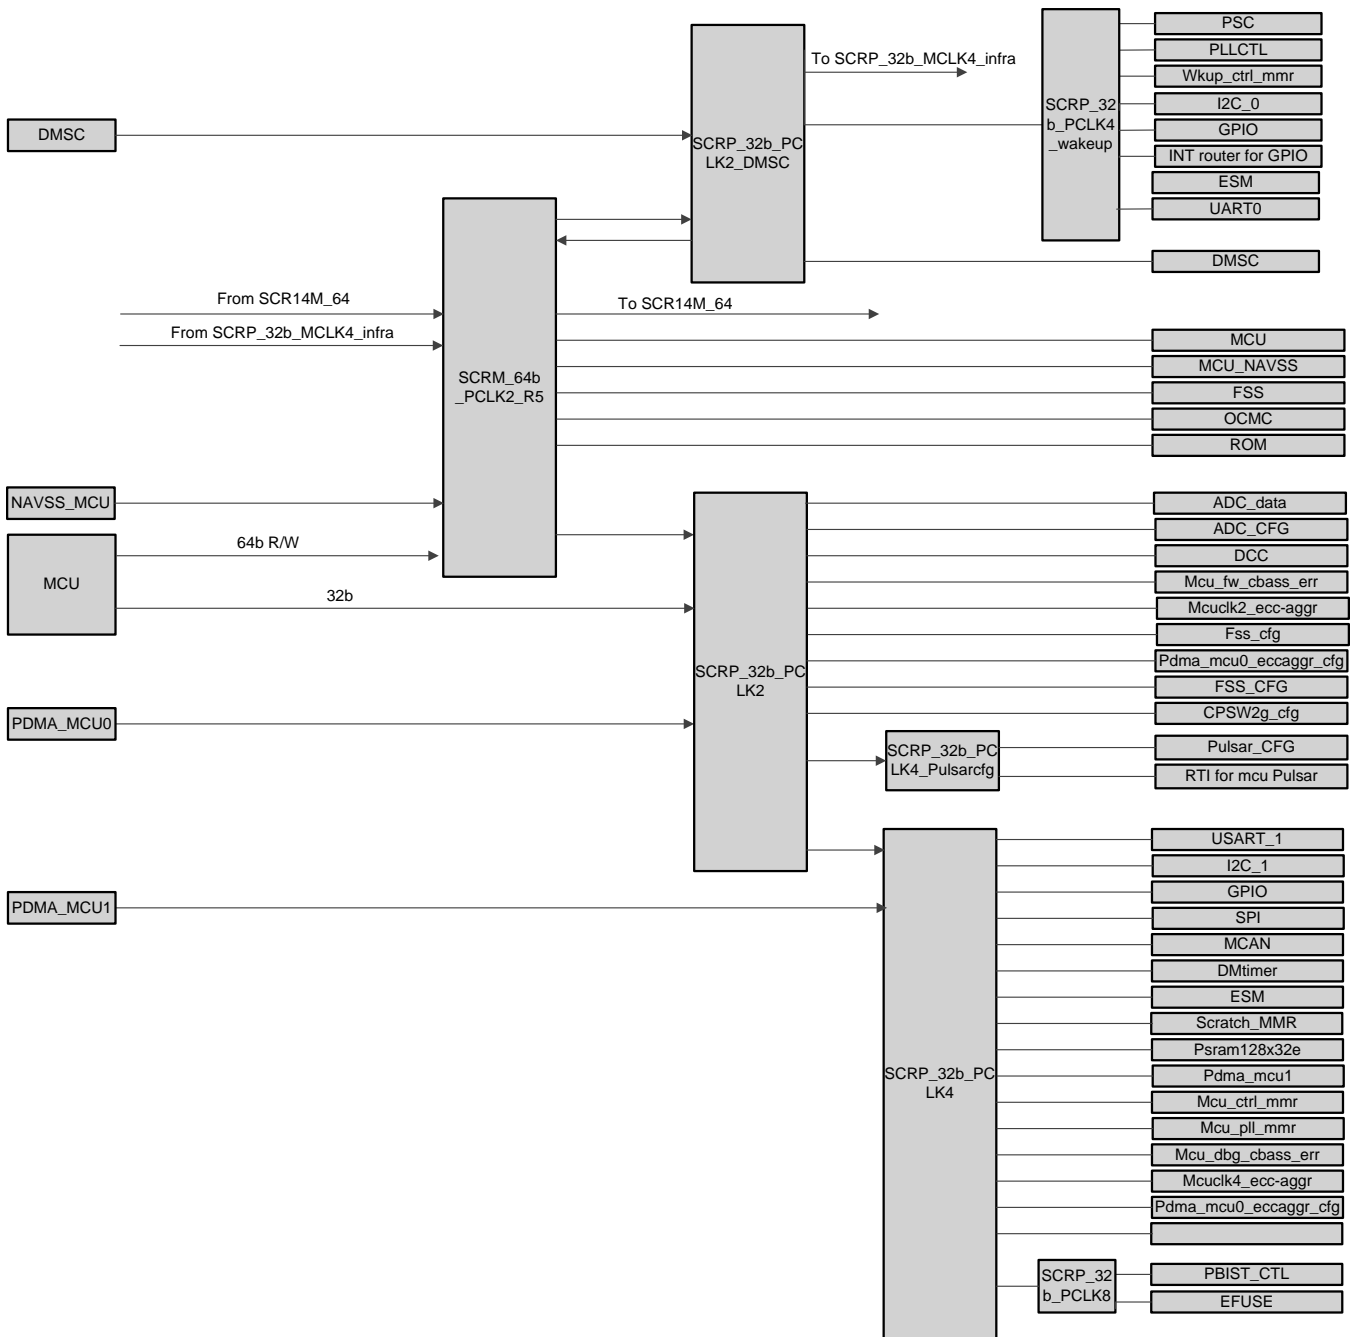 PSC
PLLCTL
To SCRP_32b_MCLK4_infra
Wkup_ctrl_mmr
SCRP_32
b_PCLK4
_wakeup
I2C_0
GPIO
INT router for GPIO
ESM
UART0
DMSC
SCRP_32b_PC
LK2_DMSC
DMSC
From SCR14M_64
To SCR14M_64
From SCRP_32b_MCLK4_infra
SCRM_64b
_PCLK2_R5
MCU
MCU_NAVSS
FSS
OCMC
ROM
NAVSS_MCU
MCU
64b R/W
32b
SCRP_32b_PC
LK2
ADC_data
ADC_CFG
DCC
Mcu_fw_cbass_err
Mcuclk2_ecc-aggr
Fss_cfg
Pdma_mcu0_eccaggr_cfg
FSS_CFG
CPSW2g_cfg
PDMA_MCU0
SCRP_32b_PC
LK4_Pulsarcfg
Pulsar_CFG
RTI for mcu Pulsar
PDMA_MCU1
SCRP_32b_PC
LK4
USART_1
I2C_1
GPIO
SPI
MCAN
DMtimer
ESM
Scratch_MMR
Psram128x32e
Pdma_mcu1
Mcu_ctrl_mmr
Mcu_pll_mmr
Mcu_dbg_cbass_err
Mcuclk4_ecc-aggr
Pdma_mcu0_eccaggr_cfg
SCRP_32
b_PCLK8
PBIST_CTL
EFUSE